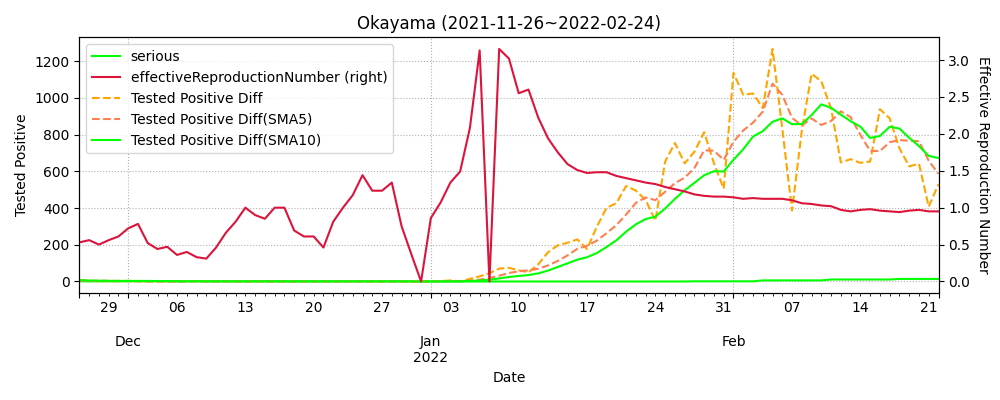 Okayama (2021-11-26~2022-02-24)
serious
effectiveReproductionNumber (right)
Tested Positive Diff
Tested Positive Diff(SMA5)
Tested Positive Diff(SMA10)
Tested Positive
1200
1000
800
600
400
200
0
3.0
2.5
2.0
1.5
1.0
0.5
0.0
Effective Reproduction Number
29 06 13 20 27 03 10 17 24 31 07 14 21
Dec Jan Feb
2022
Date